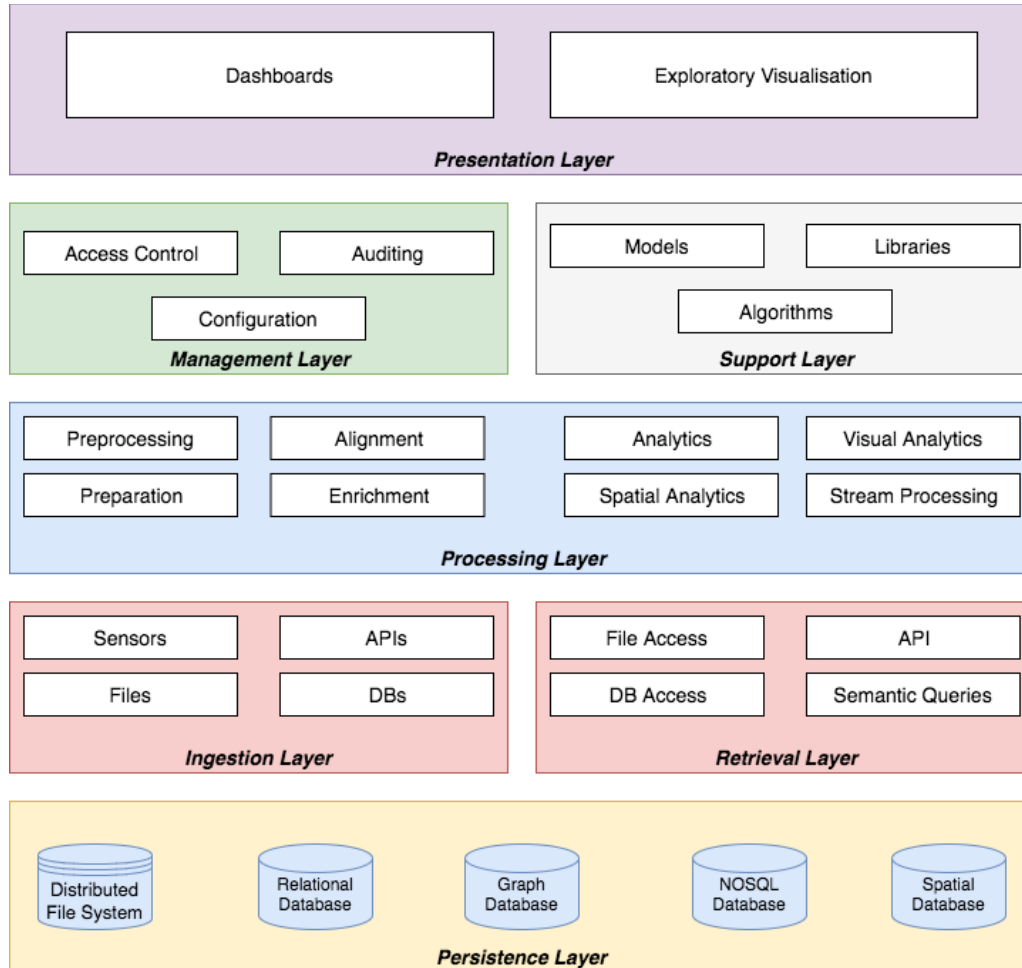 Dashboards
Exploratory Visualisation
Presentation Layer
Access Control
Auditing
Configuration
Management Layer
Models
Libraries
Algorithms
Support Layer
Preprocessing
Alignment
Analytics
Visual Analytics
Preparation
Enrichment
Spatial Analytics
Stream Processing
Processing Layer
Sensors
APIs
Files
DBs
Ingestion Layer
File Access
API
DB Access
Semantic Queries
Retrieval Layer
Distributed
File System
Relational
Database
Graph
Database
NOSQL
Database
Spatial
Database
Persistence Layer